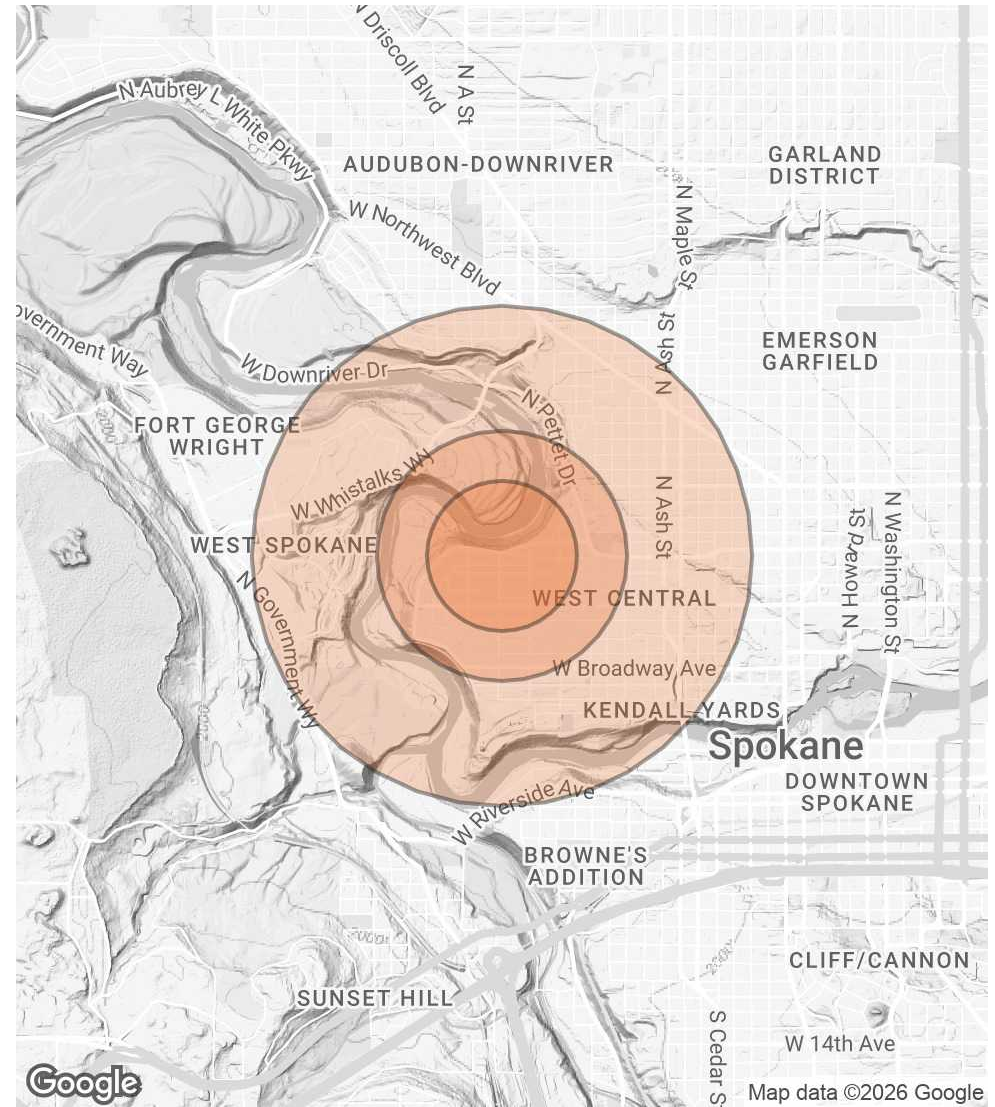 N Driscoll Blvd
N A St
N Aubrey L White Pkwy
AUDUBON-DOWNRIVER
GARLAND
DISTRICT
W Northwest Blvd
N Maple St
overnment Way
N Ash St
EMERSON
GARFIELD
W Downriver Dr
N Pettet Dr
FORT GEORGE
WRIGHT
2000
W Whistalks Wy
N Ash St
N Howard St
N Washington St
WEST SPOKANE
N Government Wy
WEST CENTRAL
W Broadway Ave
KENDALL YARDS
Spokane
DOWNTOWN
SPOKANE
W Riverside Ave
BROWNE'S
ADDITION
2000
CLIFF/CANNON
SUNSET HILL
S Cedar S
W 14th Ave
Google
Map data ©2026 Google